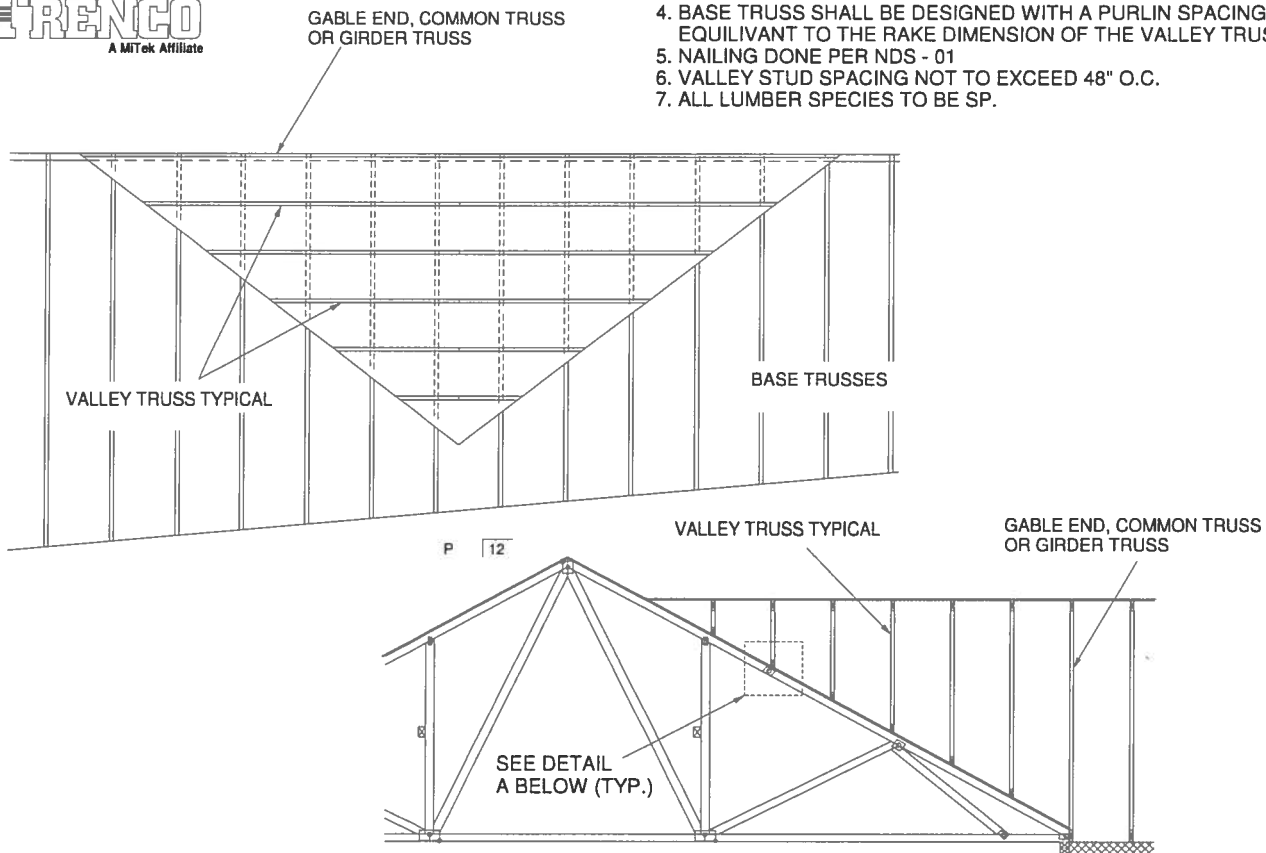 TRENCO
A MiTek Affiliate
GABLE END, COMMON TRUSS
OR GIRDER TRUSS
4. BASE TRUSS SHALL BE DESIGNED WITH A PURLIN SPACING
EQUILIVANT TO THE RAKE DIMENSION OF THE VALLEY TRUS
5. NAILING DONE PER NDS - 01
6. VALLEY STUD SPACING NOT TO EXCEED 48" O.C.
7. ALL LUMBER SPECIES TO BE SP.
VALLEY TRUSS TYPICAL
BASE TRUSSES
P 12
VALLEY TRUSS TYPICAL
GABLE END, COMMON TRUSS
OR GIRDER TRUSS
SEE DETAIL
A BELOW (TYP.)